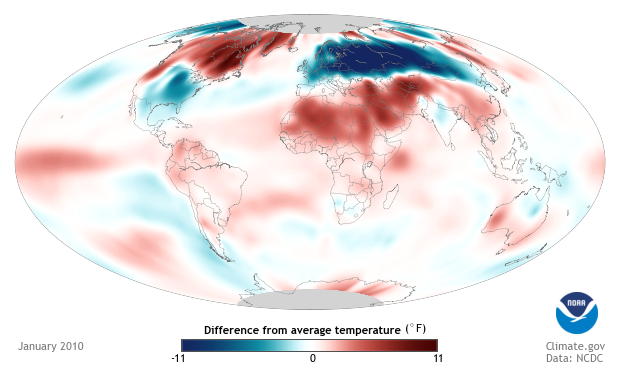 Difference from average temperature (°F)
-11 0 11
January 2010
NOAA
Climate.gov
Data: NCDC